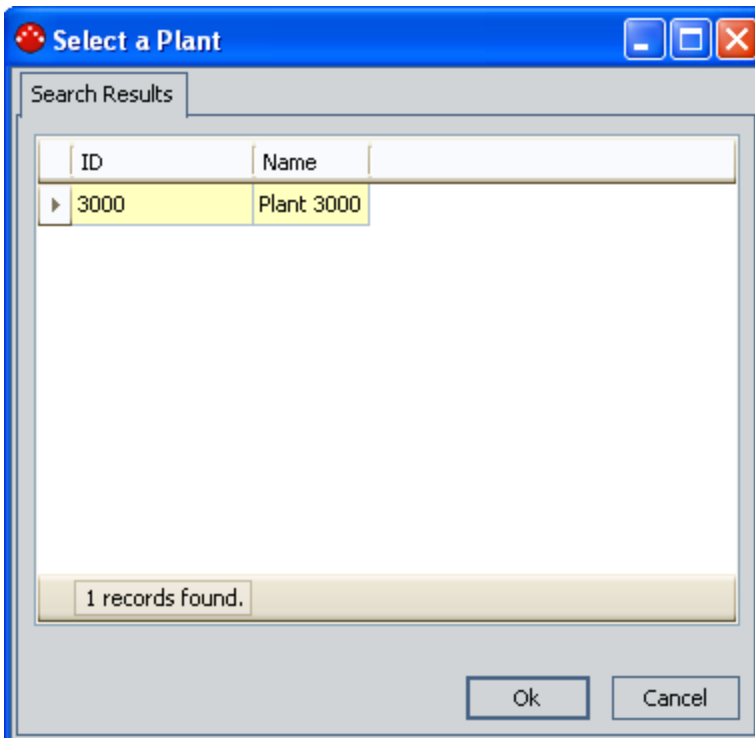 Select a Plant
Search Results
ID Name
3000 Plant 3000
1 records found.
Ok Cancel